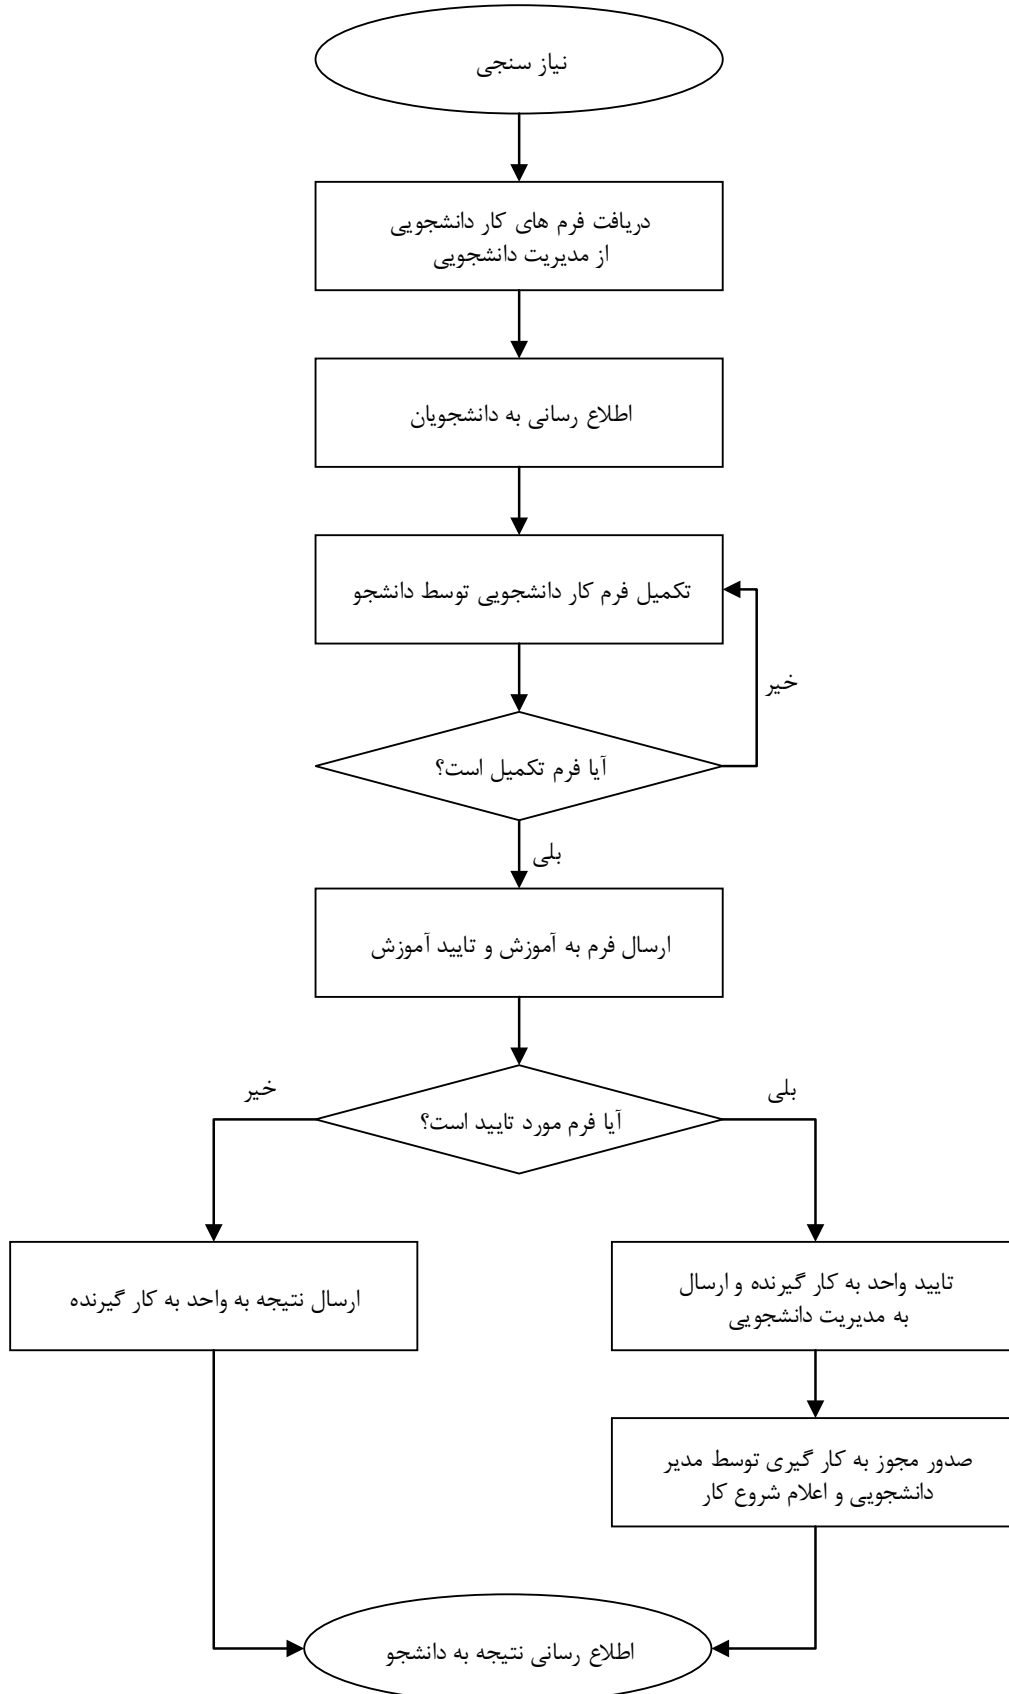 نیاز سنجی
دریافت فرم های کار دانشجویی
از مدیریت دانشجویی
اطلاع رسانی به دانشجویان
تکمیل فرم کار دانشجویی توسط دانشجو
خیر
آیا فرم تکمیل است؟
بلی
ارسال فرم به آموزش و تایید آموزش
بلی
خیر
آیا فرم مورد تایید است؟
تایید واحد به کار گیرنده و ارسال
به مدیریت دانشجویی
ارسال نتیجه به واحد به کار گیرنده
صدور مجوز به کار گیری توسط مدیر
دانشجویی و اعلام شروع کار
اطلاع رسانی نتیجه به دانشجو